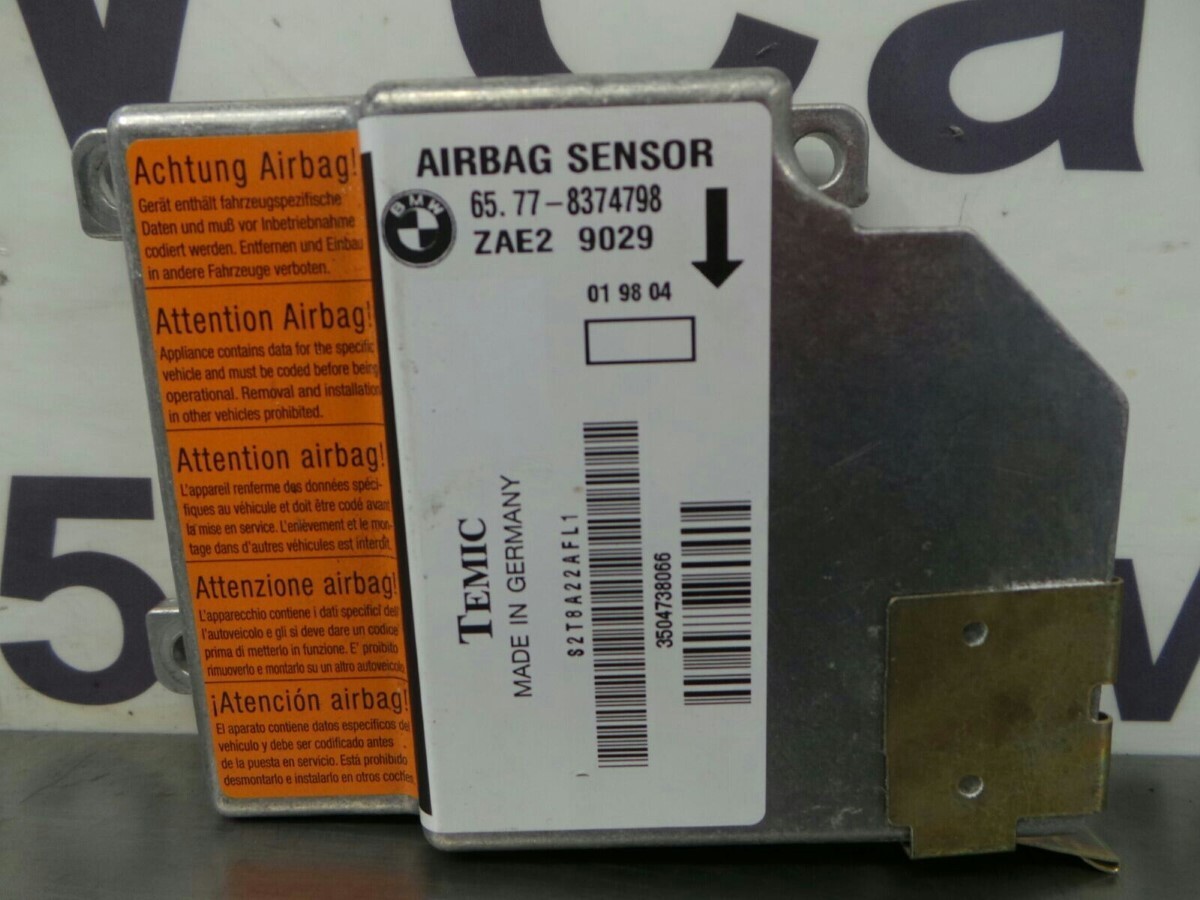 V Ca
5
w
Achtung Airbag!
Gerät enthält fahrzeugspezifische
Daten und muß vor Inbetriebnahme
codiert werden. Entfernen und Einbau
in andere Fahrzeuge verboten.
Attention Airbag!
Appliance contains data for the specific
vehicle and must be coded before being
operational. Removal and installation
in other vehicles prohibited.
Attention airbag!
L'appareil renferme des données spéci-
fiques au véhicule et doit être codé avant
la mise en service. L'enlèvement et le mon-
tage dans d'autres véhicules est interdit.
Attenzione airbag!
L'apparecchio contiene i dati specifici del
l'autoveicolo e gli si deve dare un codice
prima di metterlo in funzione. E' proibito
rimuoverlo e montarlo su un altro autoveicolo
¡Atención airbag!
El aparato contiene datos específicos del
vehículo y debe ser codificado antes
de la puesta en servicio. Está prohibido
desmontarlo e instalarlo en otros coches
AIRBAG SENSOR
BMW
65.77-8374798
ZAE2 9029
01 98 04
TEMIC
MADE IN GERMANY
S2T8A22AFL1
3504738066